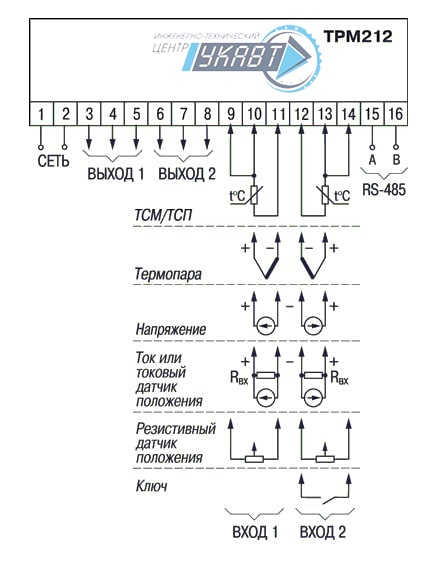 ИНЖЕНЕРНО-ТЕХНИЧЕСКИЙ
ЦЕНТР
УКАВТ
ТРМ212
1 2 3 4 5 6 7 8 9 10 11 12 13 14 15 16
СЕТЬ
ВЫХОД 1
ВЫХОД 2
A B
RS-485
t°C
t°C
ТСМ/ТСП
+ - - +
Термопара
+ - +
Напряжение
+ - +
Ток или
токовый
датчик
положения
Rвх
Rвх
Резистивный
датчик
положения
Ключ
ВХОД 1
ВХОД 2